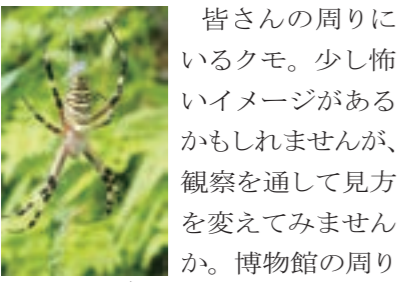 皆さんの周りに
いるクモ。少し怖
いイメージがある
かもしれませんが、
観察を通して見方
を変えてみません
か。博物館の周り